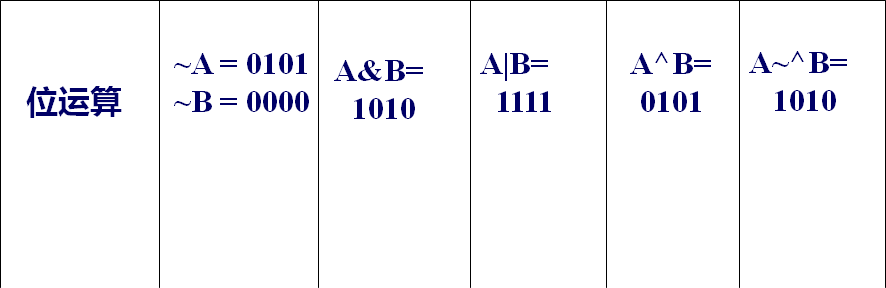 位运算
~A = 0101
~B = 0000
A&B=
1010
A|B=
1111
A^B=
0101
A~^B=
1010